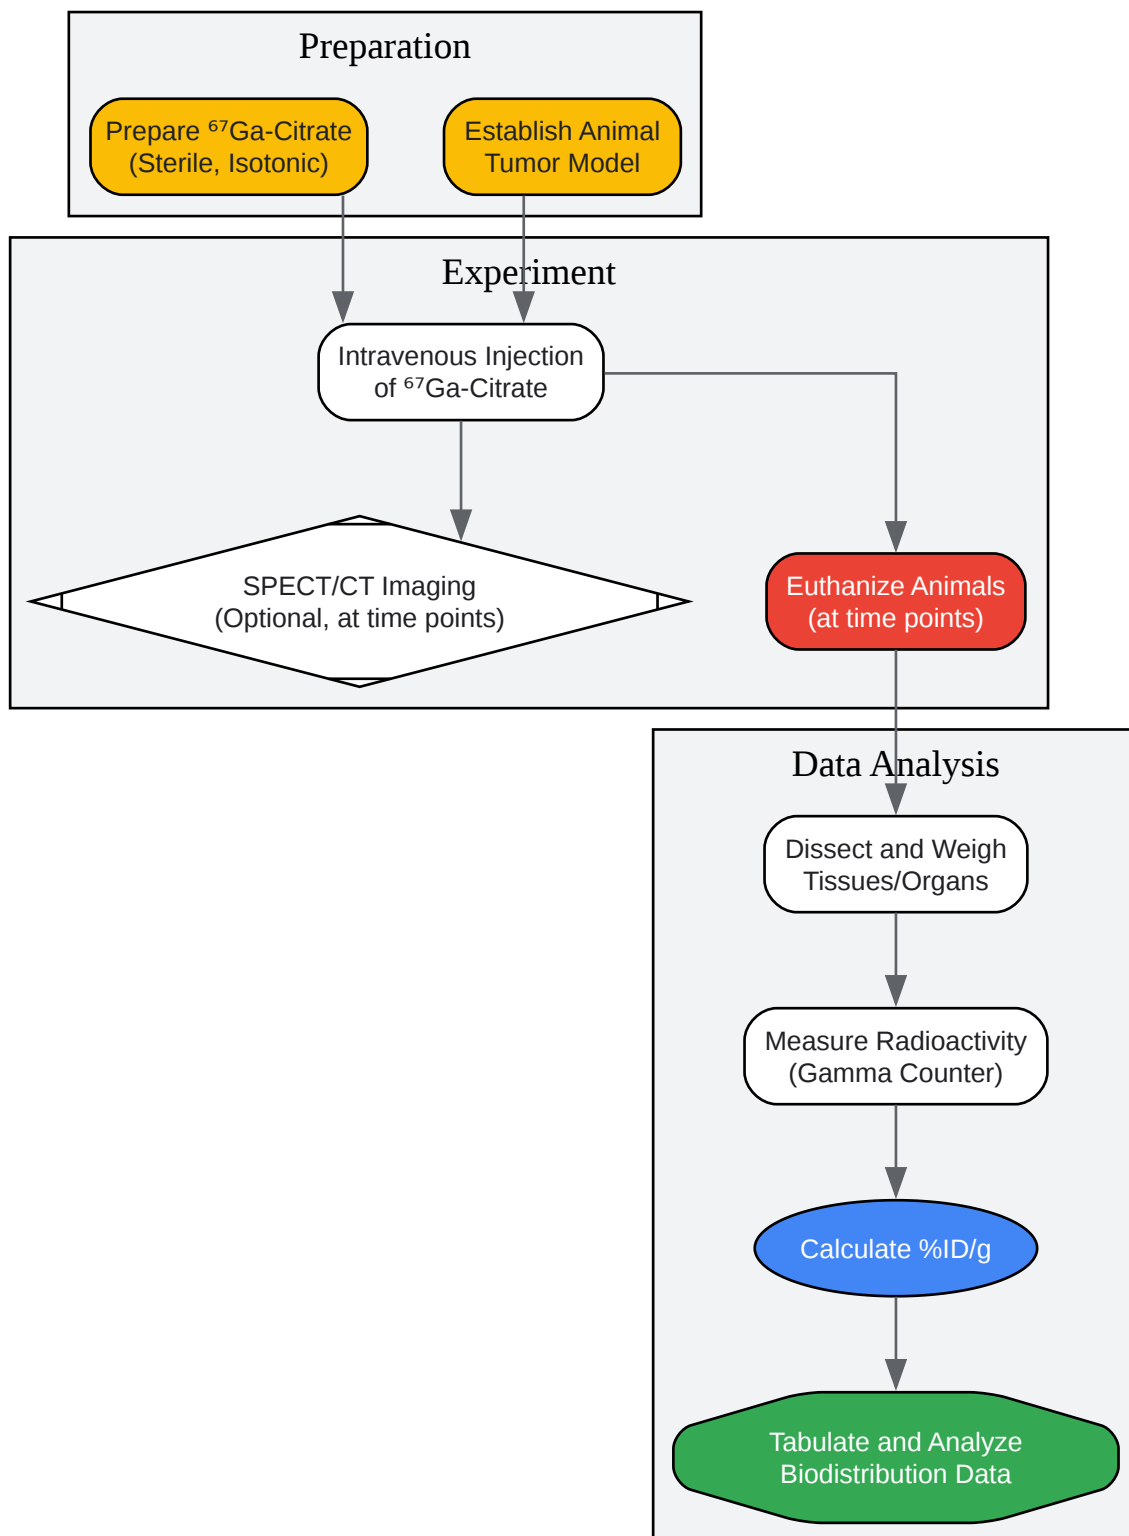 Preparation
Prepare ⁶⁷Ga-Citrate
(Sterile, Isotonic)
Establish Animal
Tumor Model
Experiment
Intravenous Injection
of ⁶⁷Ga-Citrate
SPECT/CT Imaging
(Optional, at time points)
Euthanize Animals
(at time points)
Data Analysis
Dissect and Weigh
Tissues/Organs
Measure Radioactivity
(Gamma Counter)
Calculate %ID/g
Tabulate and Analyze
Biodistribution Data